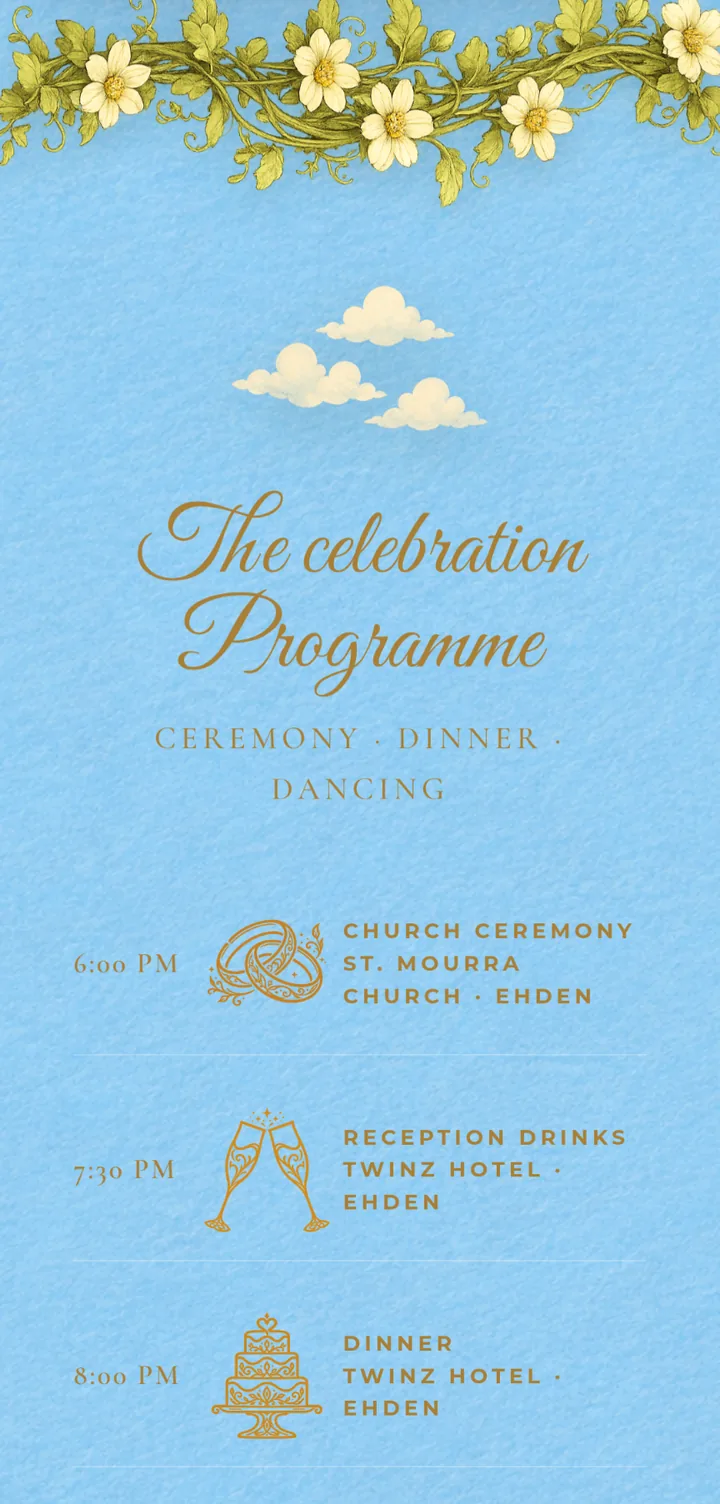 The celebration
Programme
CEREMONY · DINNER ·
DANCING
6:00 PM
CHURCH CEREMONY
ST. MOURRA
CHURCH · EHDEN
7:30 PM
RECEPTION DRINKS
TWINZ HOTEL ·
EHDEN
8:00 PM
DINNER
TWINZ HOTEL ·
EHDEN